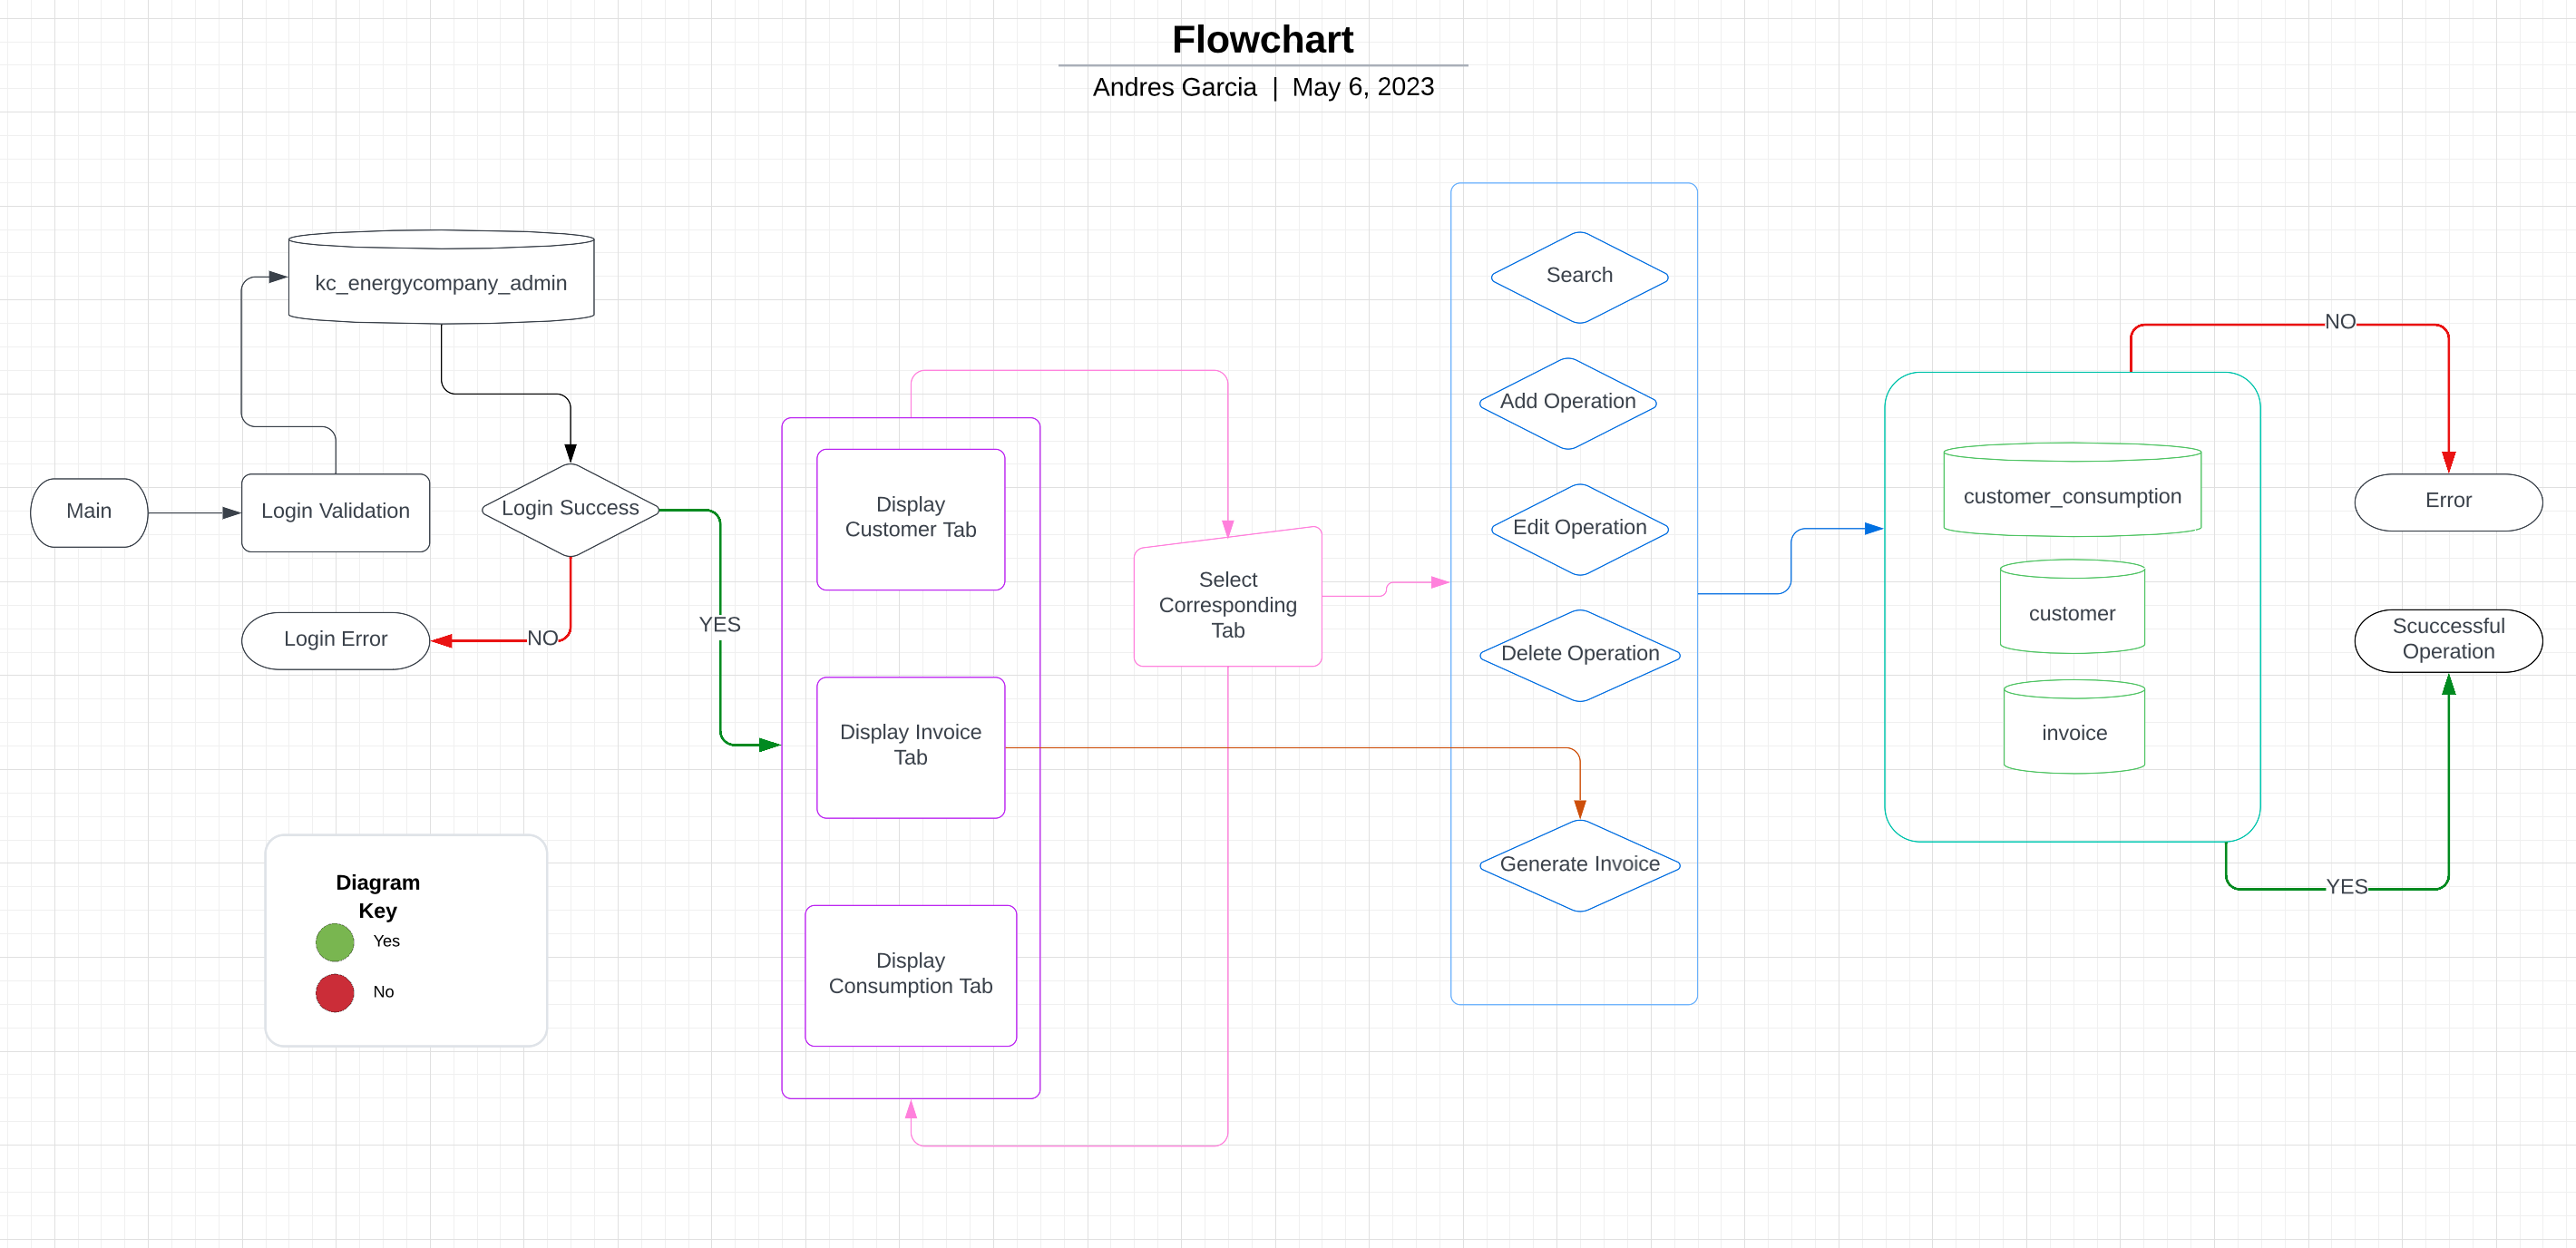 Flowchart
Andres Garcia | May 6, 2023
kc_energycompany_admin
Main
Login Validation
Login Success
Login Error
NO
YES
Diagram
Key
Yes
No
Display
Customer Tab
Display Invoice
Tab
Display
Consumption Tab
Select
Corresponding
Tab
Search
Add Operation
Edit Operation
Delete Operation
Generate Invoice
customer_consumption
customer
invoice
NO
Error
Scuccessful
Operation
YES